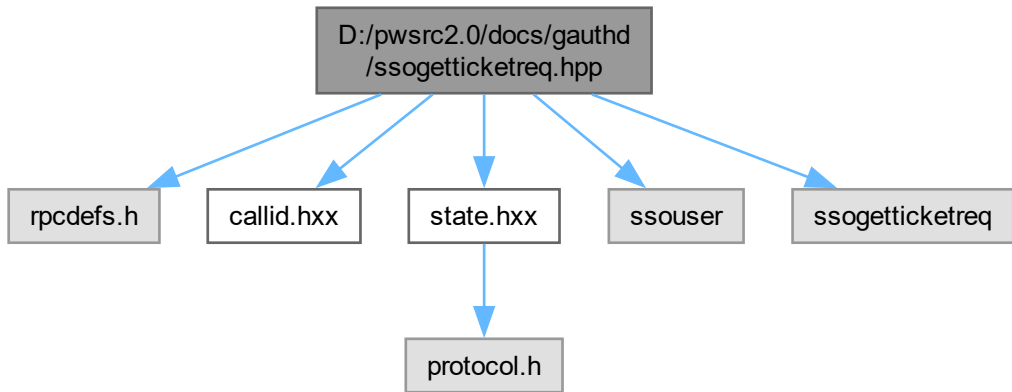 D:/pwsrc2.0/docs/gauthd
/ssogetticketreq.hpp
rpcdefs.h
callid.hxx
state.hxx
ssouser
ssogetticketreq
protocol.h